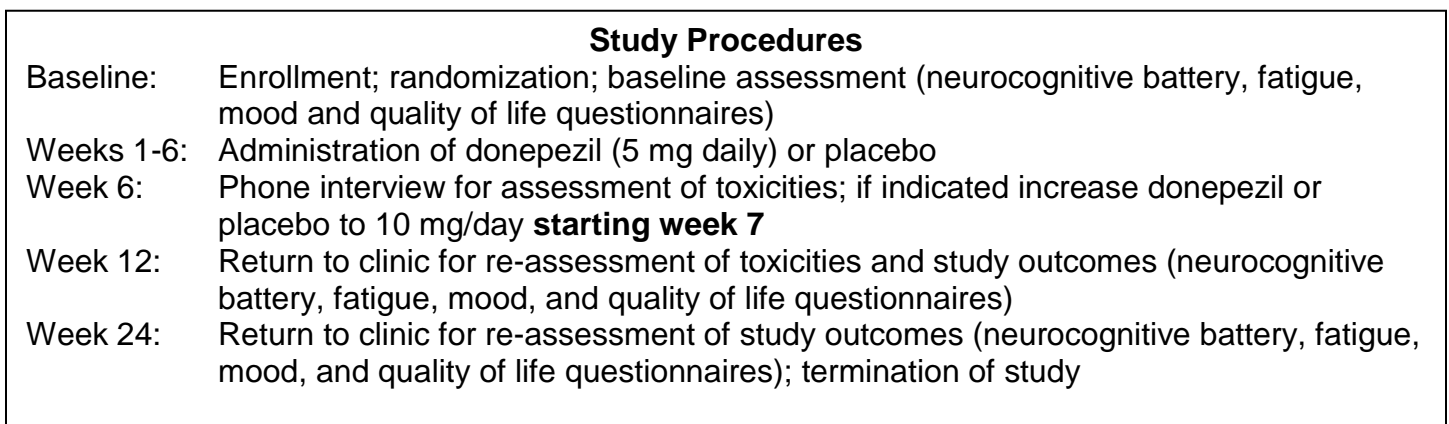 Study Procedures
Baseline: Enrollment; randomization; baseline assessment (neurocognitive battery, fatigue,
mood and quality of life questionnaires)
Weeks 1-6: Administration of donepezil (5 mg daily) or placebo
Week 6: Phone interview for assessment of toxicities; if indicated increase donepezil or
placebo to 10 mg/day starting week 7
Week 12: Return to clinic for re-assessment of toxicities and study outcomes (neurocognitive
battery, fatigue, mood, and quality of life questionnaires)
Week 24: Return to clinic for re-assessment of study outcomes (neurocognitive battery, fatigue,
mood, and quality of life questionnaires); termination of study